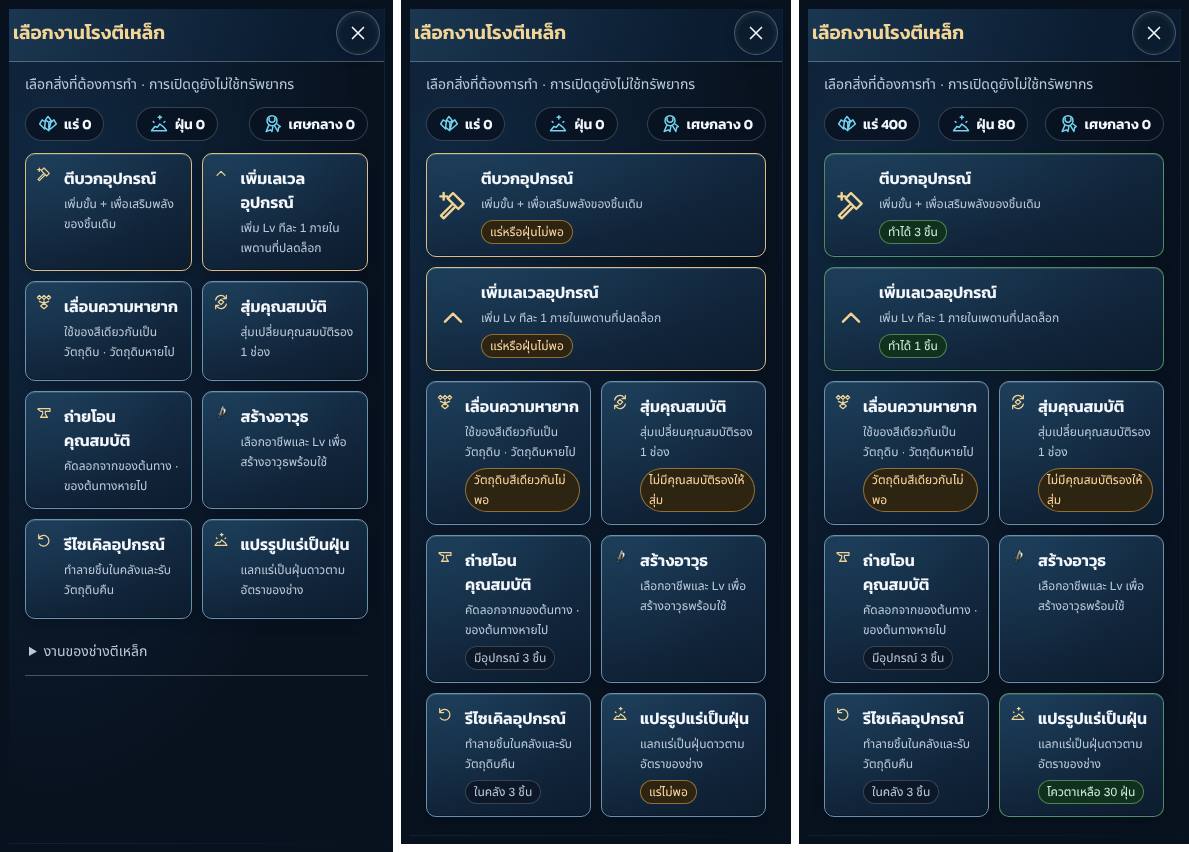 เลือกงานโรงตีเหล็ก
เลือกสิ่งที่ต้องการทำ · การเปิดดูยังไม่ใช้ทรัพยากร
แร่ 0
ฝุ่น 0
เศษกลาง 0
ตีบวกอุปกรณ์
เพิ่มขั้น + เพื่อเสริมพลัง
ของชิ้นเดิม
เพิ่มเลเวล
อุปกรณ์
เพิ่ม Lv ทีละ 1 ภายใน
เพดานที่ปลดล็อก
เลื่อนความหายาก
ใช้ของสีเดียวกันเป็น
วัตถุดิบ · วัตถุดิบหายไป
สุ่มคุณสมบัติ
สุ่มเปลี่ยนคุณสมบัติรอง
1 ช่อง
ถ่ายโอน
คุณสมบัติ
คัดลอกจากของต้นทาง ·
ของต้นทางหายไป
สร้างอาวุธ
เลือกอาชีพและ Lv เพื่อ
สร้างอาวุธพร้อมใช้
รีไซเคิลอุปกรณ์
ทำลายชิ้นในคลังและรับ
วัตถุดิบคืน
แปรรูปแร่เป็นฝุ่น
แลกแร่เป็นฝุ่นดาวตาม
อัตราของช่าง
▶ งานของช่างตีเหล็ก
เลือกงานโรงตีเหล็ก
เลือกสิ่งที่ต้องการทำ · การเปิดดูยังไม่ใช้ทรัพยากร
แร่ 0
ฝุ่น 0
เศษกลาง 0
ตีบวกอุปกรณ์
เพิ่มขั้น + เพื่อเสริมพลังของชิ้นเดิม
แร่หรือฝุ่นไม่พอ
เพิ่มเลเวลอุปกรณ์
เพิ่ม Lv ทีละ 1 ภายในเพดานที่ปลดล็อก
แร่หรือฝุ่นไม่พอ
เลื่อนความหายาก
ใช้ของสีเดียวกันเป็น
วัตถุดิบ · วัตถุดิบหายไป
วัตถุดิบสีเดียวกันไม่
พอ
สุ่มคุณสมบัติ
สุ่มเปลี่ยนคุณสมบัติรอง
1 ช่อง
ไม่มีคุณสมบัติรองให้
สุ่ม
ถ่ายโอน
คุณสมบัติ
คัดลอกจากของต้นทาง ·
ของต้นทางหายไป
มีอุปกรณ์ 3 ชิ้น
สร้างอาวุธ
เลือกอาชีพและ Lv เพื่อ
สร้างอาวุธพร้อมใช้
รีไซเคิลอุปกรณ์
ทำลายชิ้นในคลังและรับ
วัตถุดิบคืน
ในคลัง 3 ชิ้น
แปรรูปแร่เป็นฝุ่น
แลกแร่เป็นฝุ่นดาวตาม
อัตราของช่าง
แร่ไม่พอ
เลือกงานโรงตีเหล็ก
เลือกสิ่งที่ต้องการทำ · การเปิดดูยังไม่ใช้ทรัพยากร
แร่ 400
ฝุ่น 80
เศษกลาง 0
ตีบวกอุปกรณ์
เพิ่มขั้น + เพื่อเสริมพลังของชิ้นเดิม
ทำได้ 3 ชิ้น
เพิ่มเลเวลอุปกรณ์
เพิ่ม Lv ทีละ 1 ภายในเพดานที่ปลดล็อก
ทำได้ 1 ชิ้น
เลื่อนความหายาก
ใช้ของสีเดียวกันเป็น
วัตถุดิบ · วัตถุดิบหายไป
วัตถุดิบสีเดียวกันไม่
พอ
สุ่มคุณสมบัติ
สุ่มเปลี่ยนคุณสมบัติรอง
1 ช่อง
ไม่มีคุณสมบัติรองให้
สุ่ม
ถ่ายโอน
คุณสมบัติ
คัดลอกจากของต้นทาง ·
ของต้นทางหายไป
มีอุปกรณ์ 3 ชิ้น
สร้างอาวุธ
เลือกอาชีพและ Lv เพื่อ
สร้างอาวุธพร้อมใช้
รีไซเคิลอุปกรณ์
ทำลายชิ้นในคลังและรับ
วัตถุดิบคืน
ในคลัง 3 ชิ้น
แปรรูปแร่เป็นฝุ่น
แลกแร่เป็นฝุ่นดาวตาม
อัตราของช่าง
โควตาเหลือ 30 ฝุ่น